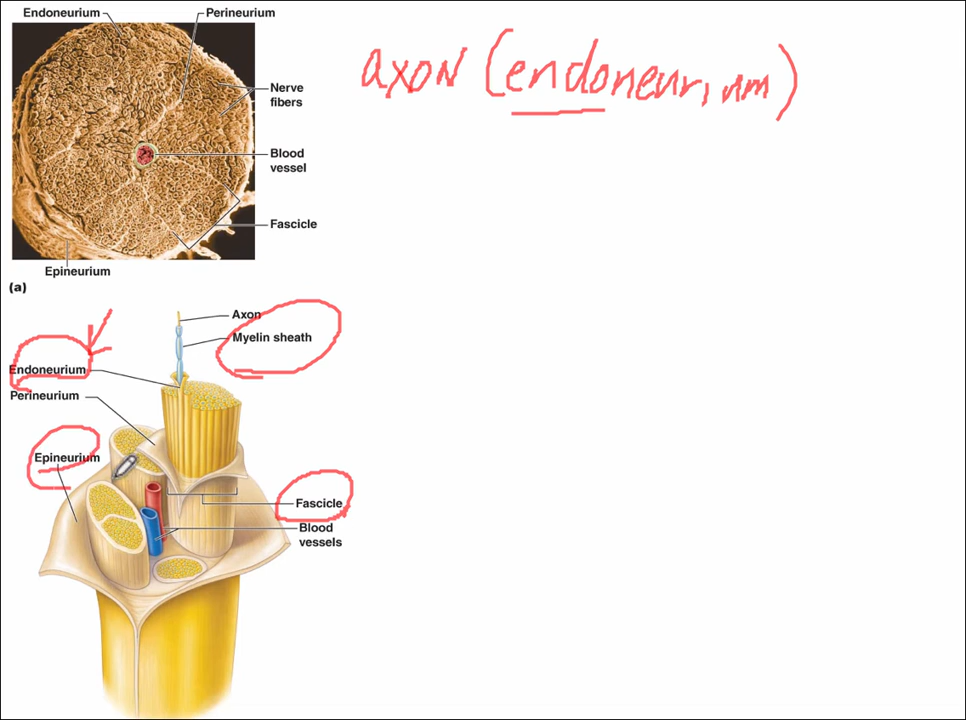 Endoneurium
Perineurium
axon (endoneurium)
Nerve
fibers
Blood
vessel
Fascicle
Epineurium
(a)
Axon
Myelin sheath
Endoneurium
Perineurium
Epineurium
Fascicle
Blood
vessels